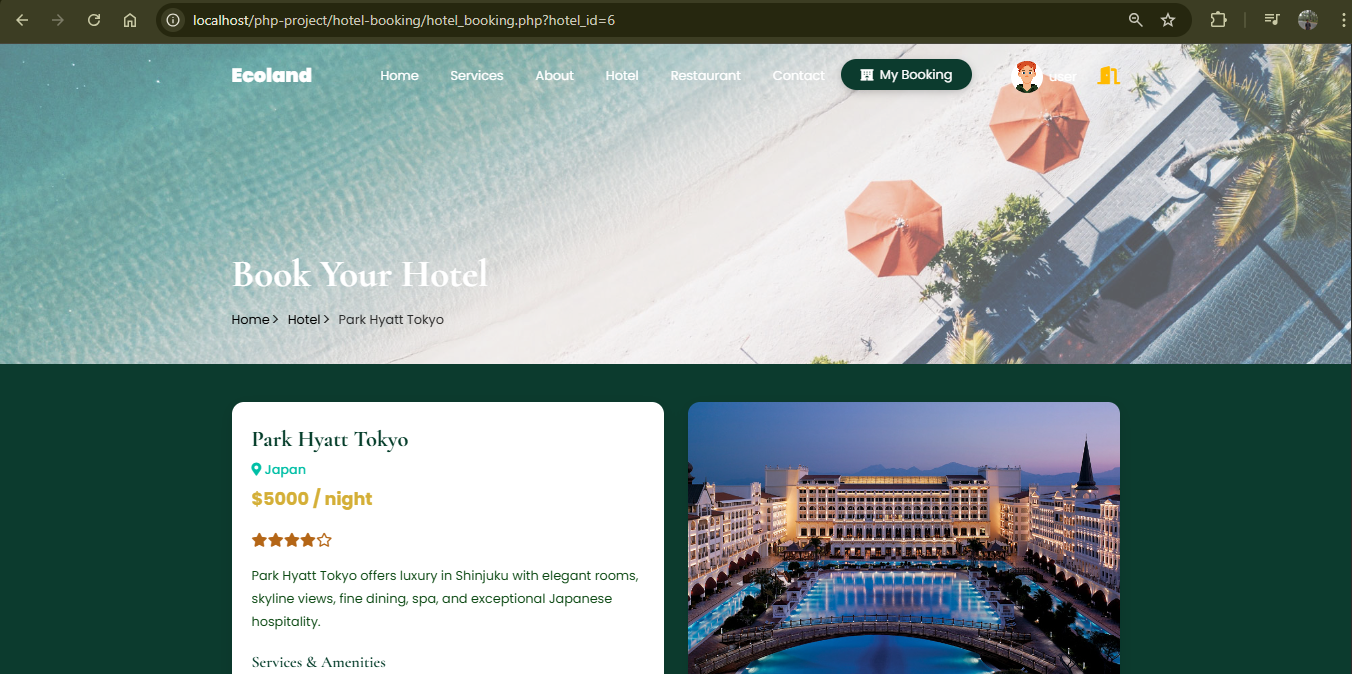 localhost/php-project/hotel-booking/hotel_booking.php?hotel_id=6
Ecoland Home Services About Hotel Restaurant Contact My Booking user
Book Your Hotel
Home > Hotel > Park Hyatt Tokyo
Park Hyatt Tokyo
Japan
$5000 / night
Park Hyatt Tokyo offers luxury in Shinjuku with elegant rooms,
skyline views, fine dining, spa, and exceptional Japanese
hospitality.
Services & Amenities